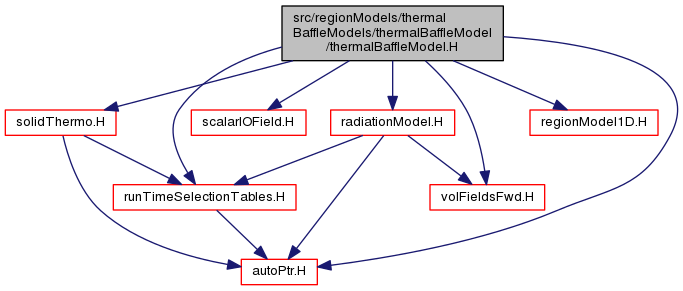 src/regionModels/thermal
BaffleModels/thermalBaffleModel
/thermalBaffleModel.H
solidThermo.H
scalarIOField.H
radiationModel.H
regionModel1D.H
runTimeSelectionTables.H
volFieldsFwd.H
autoPtr.H